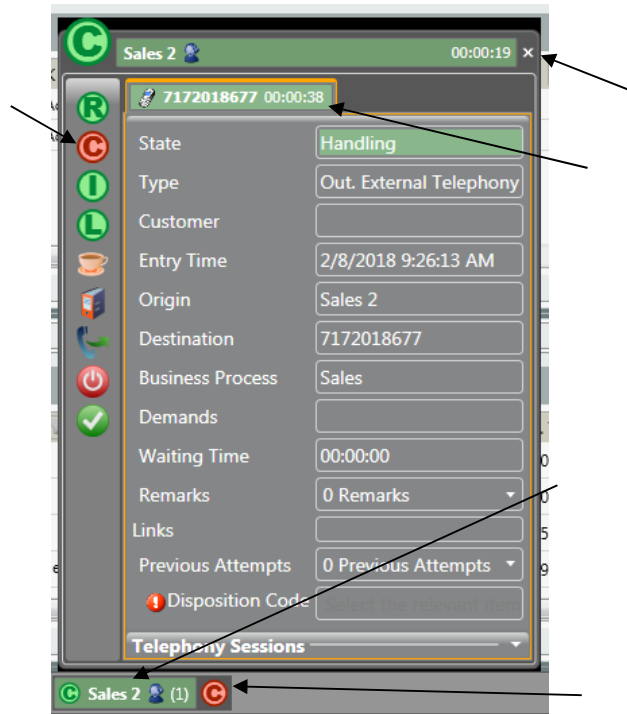 C Sales 2 00:00:19 ×
R
C
I
L
7172018677 00:00:38
State Handling
Type Out. External Telephony
Customer
Entry Time 2/8/2018 9:26:13 AM
Origin Sales 2
Destination 7172018677
Business Process Sales
Demands
Waiting Time 00:00:00
Remarks 0 Remarks
Links
Previous Attempts 0 Previous Attempts
! Disposition Code Select the relevant item
Telephony Sessions
C Sales 2 (1) C